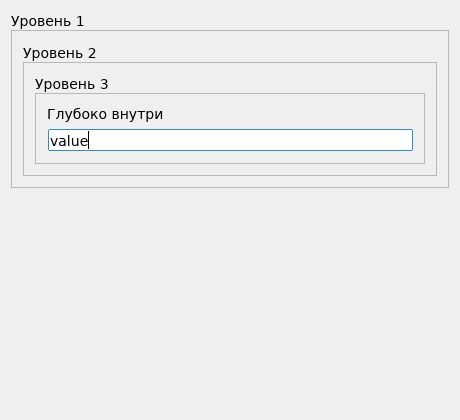 Уровень 1
Уровень 2
Уровень 3
Глубоко внутри
value